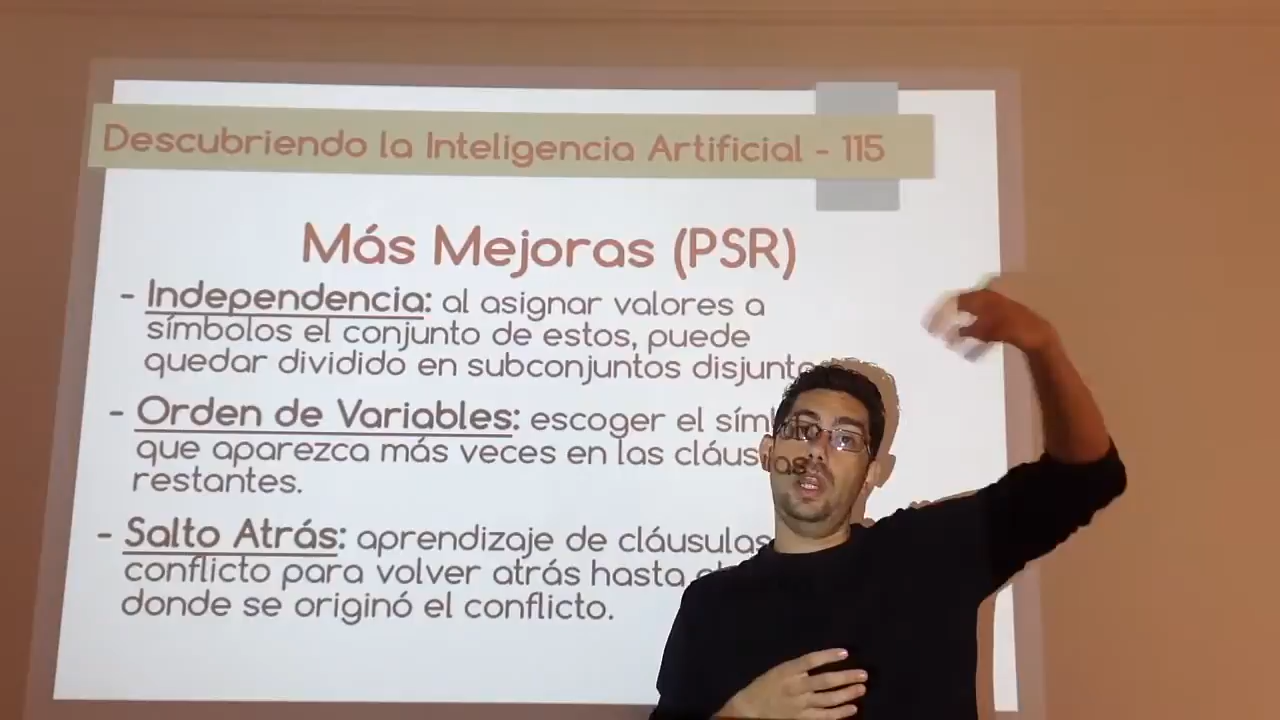 Descubriendo la Inteligencia Artificial - 115
Más Mejoras (PSR)
- Independencia: al asignar valores a
símbolos el conjunto de estos, puede
quedar dividido en subconjuntos
- Orden de Variables: escoger el
que aparezca más veces en las cláusulas
restantes.
- Salto Atrás: aprendizaje de cláusulas
conflicto para volver atrás hasta
donde se originó el conflicto.